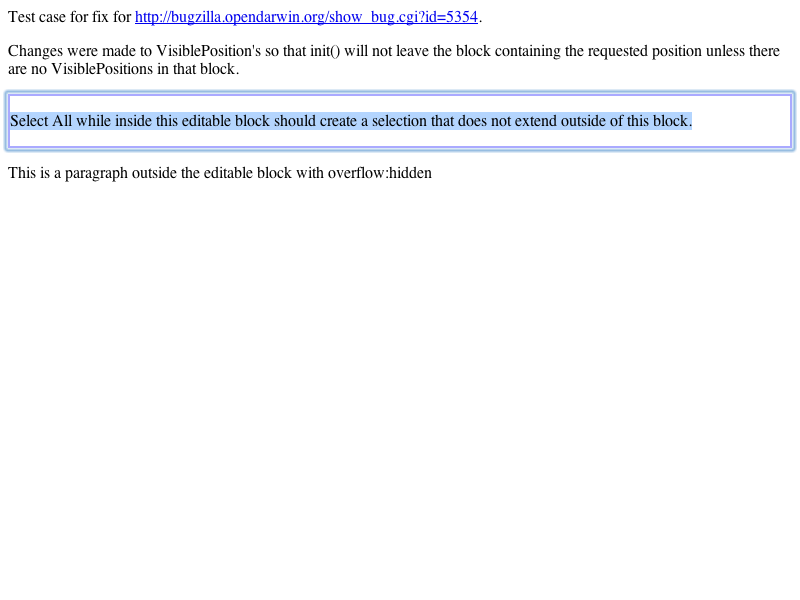 Test case for fix for http://bugzilla.opendarwin.org/show_bug.cgi?id=5354.
Changes were made to VisiblePosition's so that init() will not leave the block containing the requested position unless there
are no VisiblePositions in that block.
Select All while inside this editable block should create a selection that does not extend outside of this block.
This is a paragraph outside the editable block with overflow:hidden